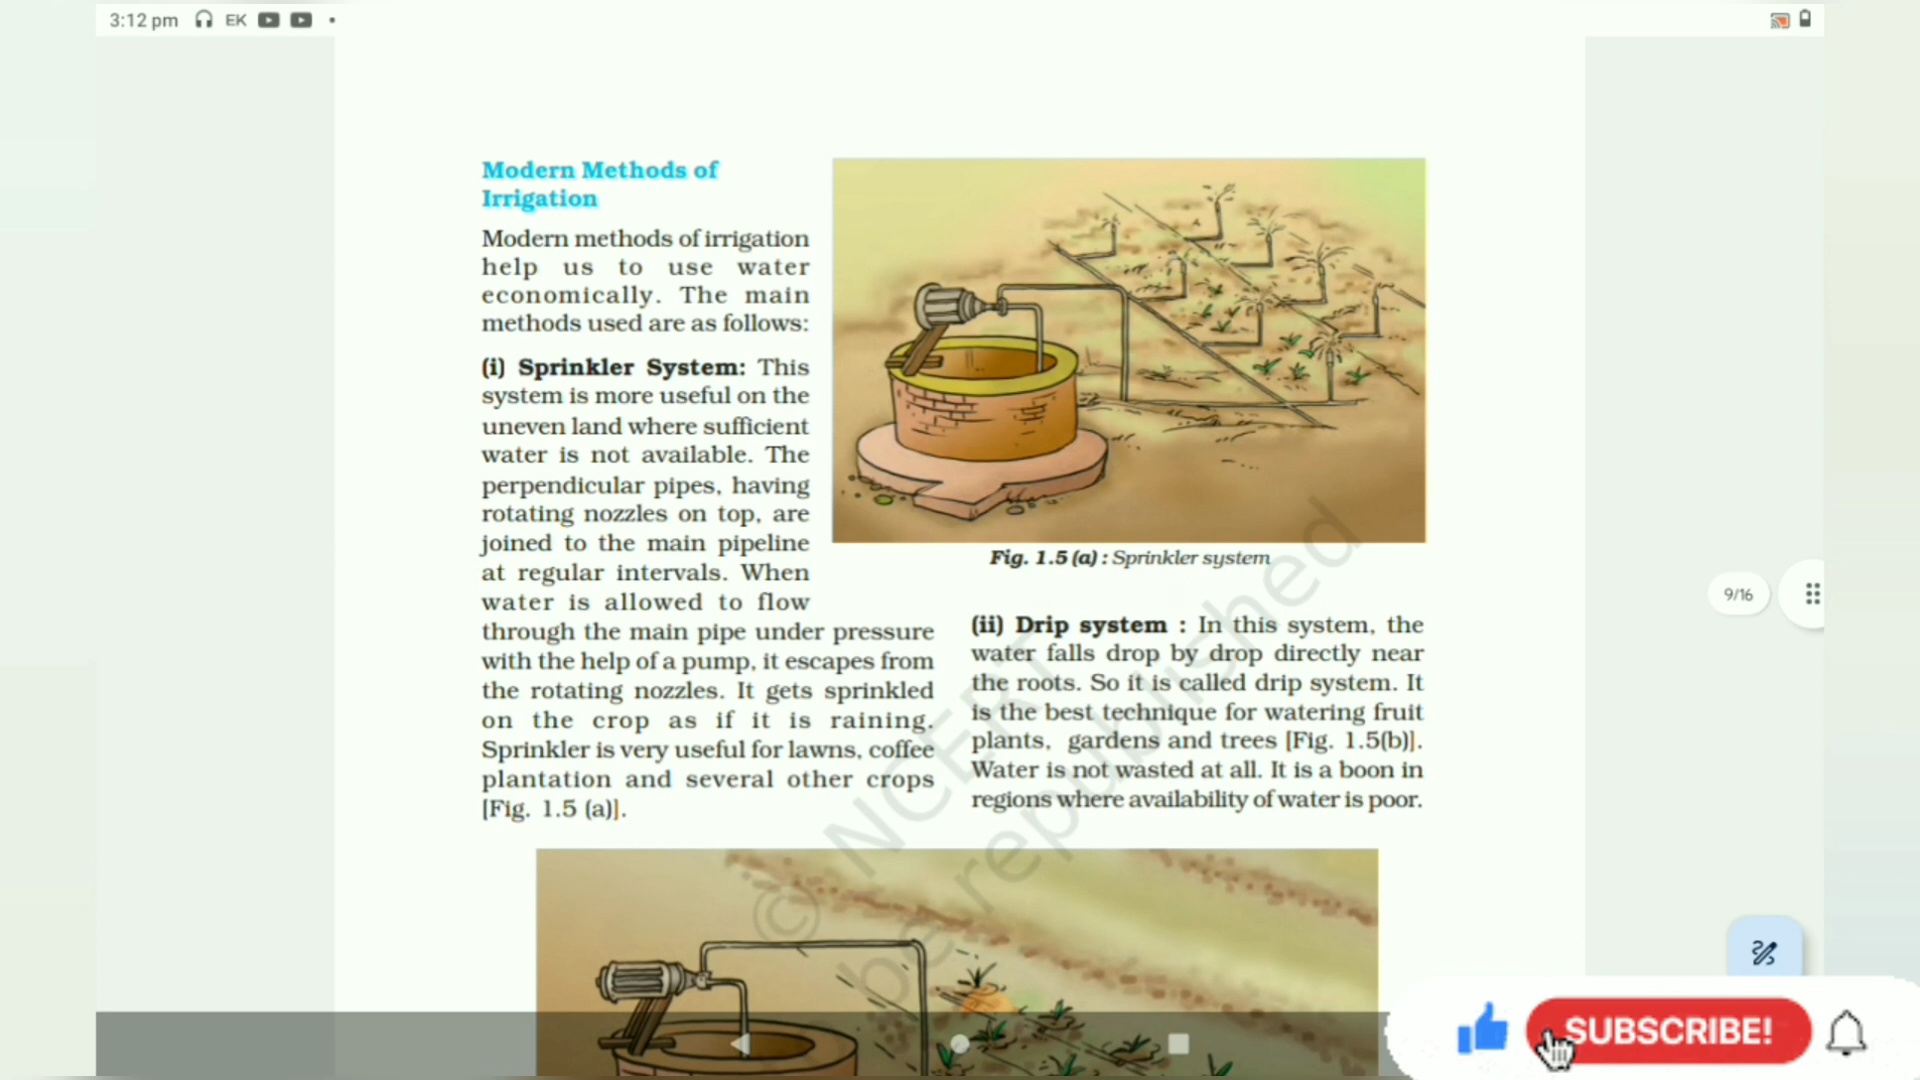 3:12 pm EK
Modern Methods of
Irrigation
Modern methods of irrigation
help us to use water
economically. The main
methods used are as follows:
(i) Sprinkler System: This
system is more useful on the
uneven land where sufficient
water is not available. The
perpendicular pipes, having
rotating nozzles on top, are
joined to the main pipeline
at regular intervals. When
water is allowed to flow
through the main pipe under pressure
with the help of a pump, it escapes from
the rotating nozzles. It gets sprinkled
on the crop as if it is raining.
Sprinkler is very useful for lawns, coffee
plantation and several other crops
[Fig. 1.5 (a)].
Fig. 1.5 (a) : Sprinkler system
(ii) Drip system : In this system, the
water falls drop by drop directly near
the roots. So it is called drip system. It
is the best technique for watering fruit
plants, gardens and trees [Fig. 1.5(b)].
Water is not wasted at all. It is a boon in
regions where availability of water is poor.
© NCERT
be republished
9/16
SUBSCRIBE!